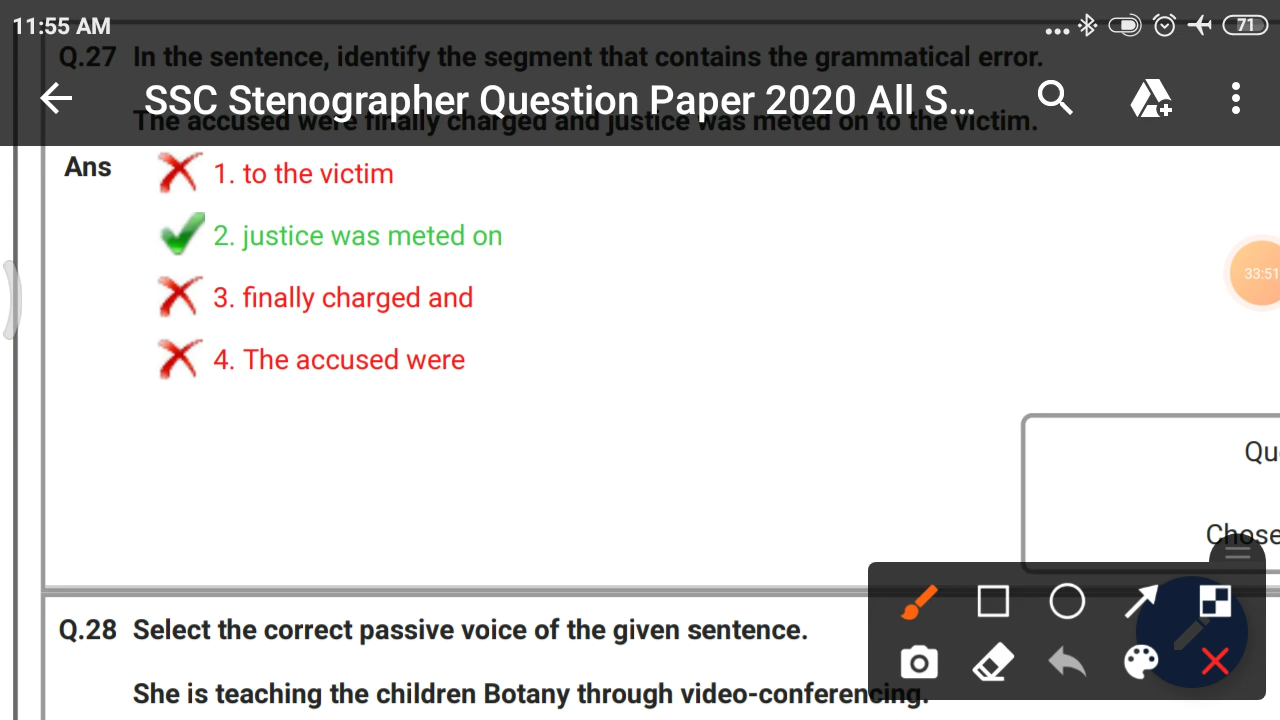 11:55 AM
71
Q.27 In the sentence, identify the segment that contains the grammatical error.
SSC Stenographer Question Paper 2020 All S...
The accused were finally charged and justice was meted on to the victim.
Ans
1. to the victim
2. justice was meted on
33:51
3. finally charged and
4. The accused were
Qu
Chose
Q.28 Select the correct passive voice of the given sentence.
She is teaching the children Botany through video-conferencing.